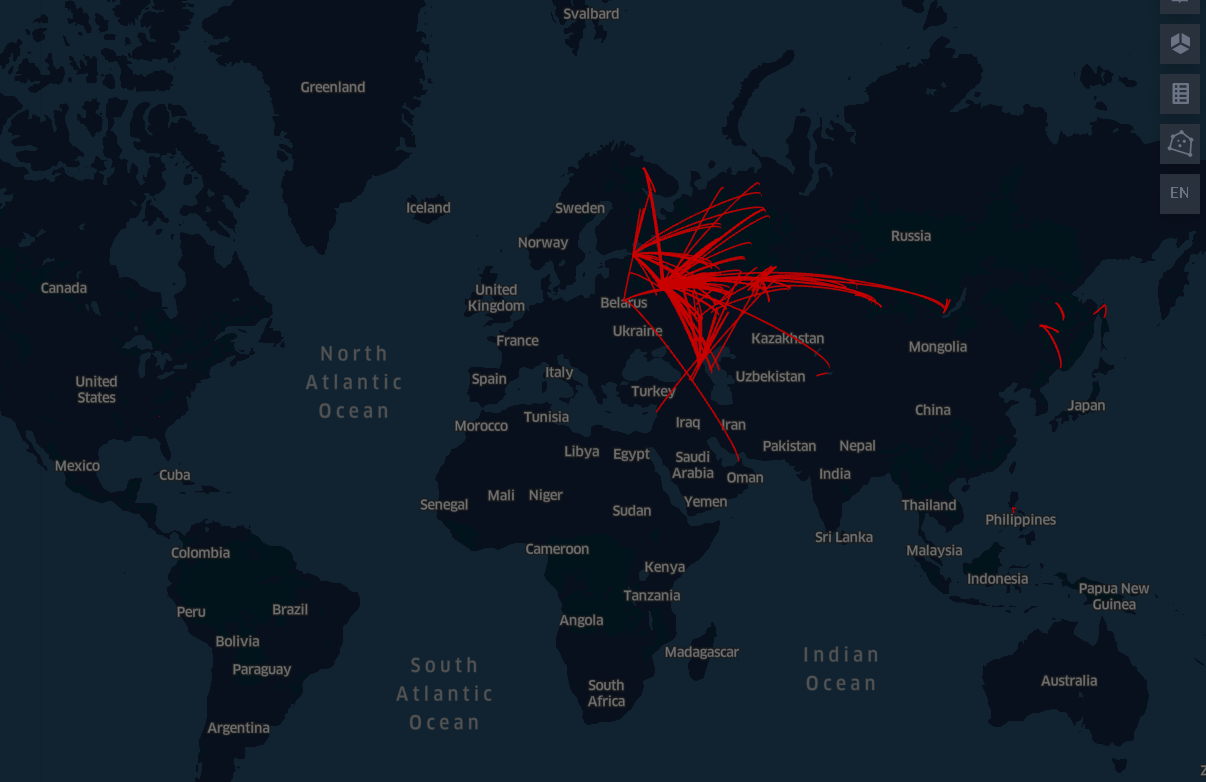 Svalbard
Greenland
EN
Iceland
Sweden
Norway
Russia
Canada
United
Kingdom
Belarus
Ukraine
Kazakhstan
France
Mongolia
North
Atlantic
Ocean
United
States
Spain
Italy
Turkey
Uzbekistan
China
Japan
Morocco
Tunisia
Iraq
Iran
Pakistan
Nepal
Libya
Egypt
Saudi
Arabia
Oman
India
Mexico
Cuba
Senegal
Mali
Niger
Sudan
Yemen
Thailand
Philippines
Sri Lanka
Malaysia
Colombia
Cameroon
Kenya
Indonesia
Papua New
Guinea
Tanzania
Peru
Brazil
Angola
Bolivia
Paraguay
Madagascar
Indian
Ocean
South
Atlantic
Ocean
South
Africa
Australia
Argentina